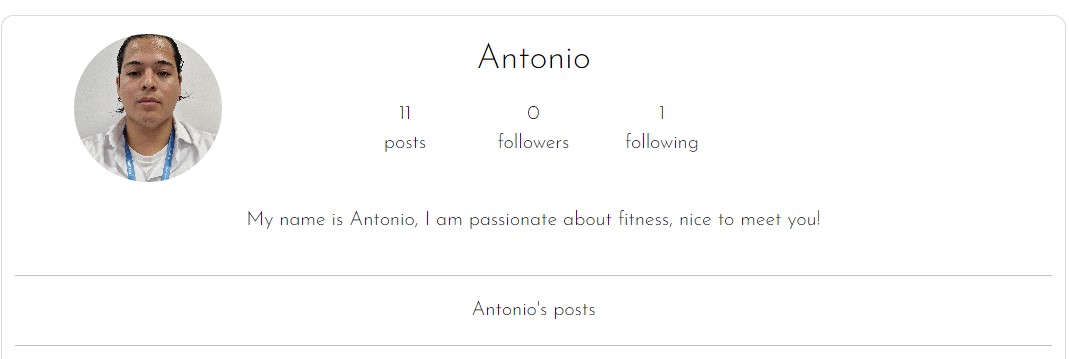 Antonio
11 0 1
posts followers following
My name is Antonio, I am passionate about fitness, nice to meet you!
Antonio's posts